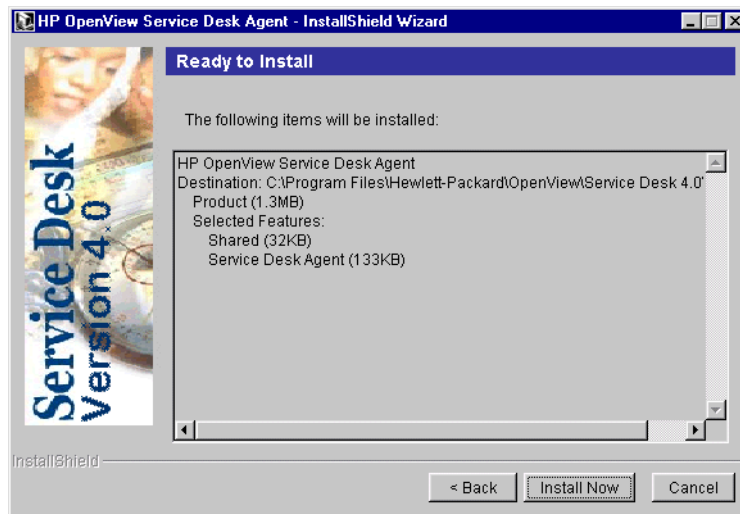 HP OpenView Service Desk Agent - InstallShield Wizard
Service Desk
Version 4.0
Ready to Install
The following items will be installed:
HP OpenView Service Desk Agent
Destination: C:\Program Files\Hewlett-Packard\OpenView\Service Desk 4.0\
Product (1.3MB)
Selected Features:
Shared (32KB)
Service Desk Agent (133KB)
InstallShield
< Back
Install Now
Cancel